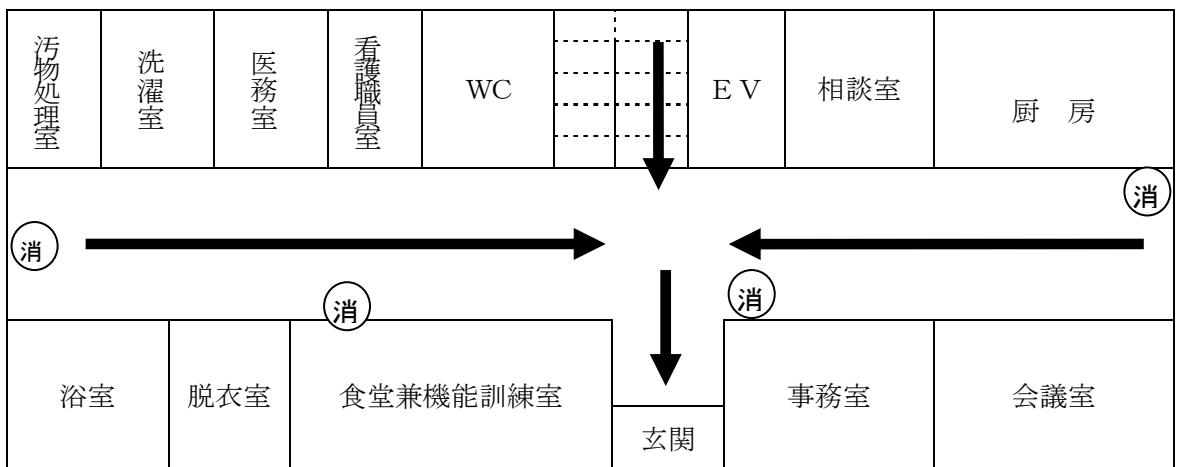 汚物処理室
洗濯室
医務室
看護職員室
WC
ＥＶ
相談室
厨　房
消
消
消
消
浴室
脱衣室
食堂兼機能訓練室
玄関
事務室
会議室